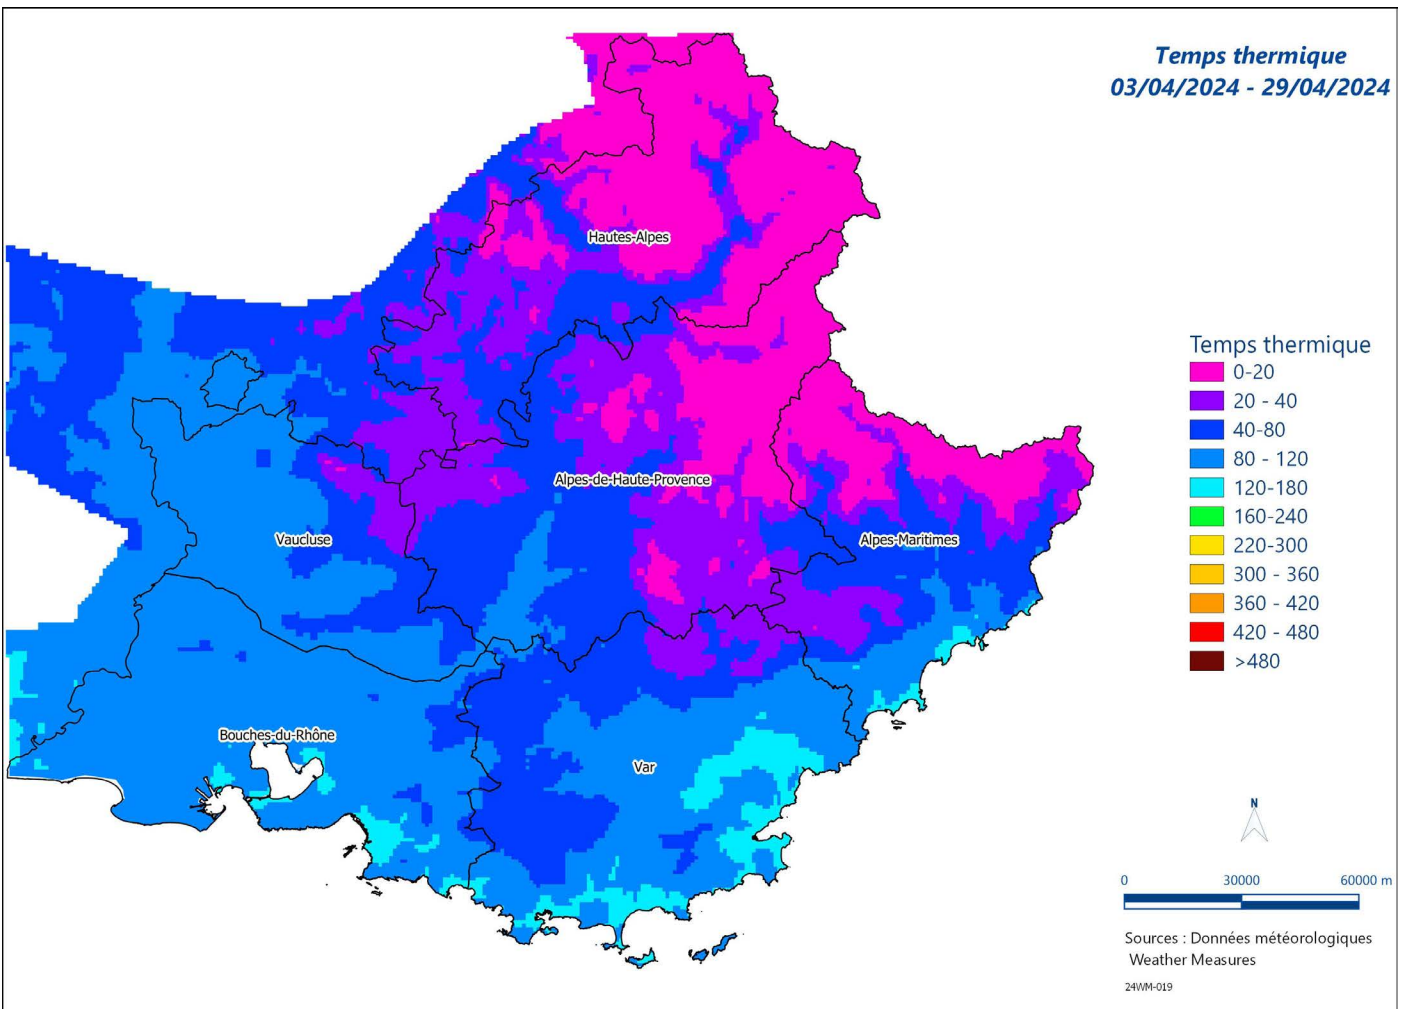 Temps thermique
03/04/2024 - 29/04/2024
Hautes-Alpes
Alpes-de-Haute-Provence
Vaucluse
Alpes-Maritimes
Bouches-du-Rhône
Var
Temps thermique
0-20
20 - 40
40-80
80 - 120
120-180
160-240
220-300
300 - 360
360 - 420
420 - 480
>480
N
0 30000 60000 m
Sources : Données météorologiques
Weather Measures
24WM-019